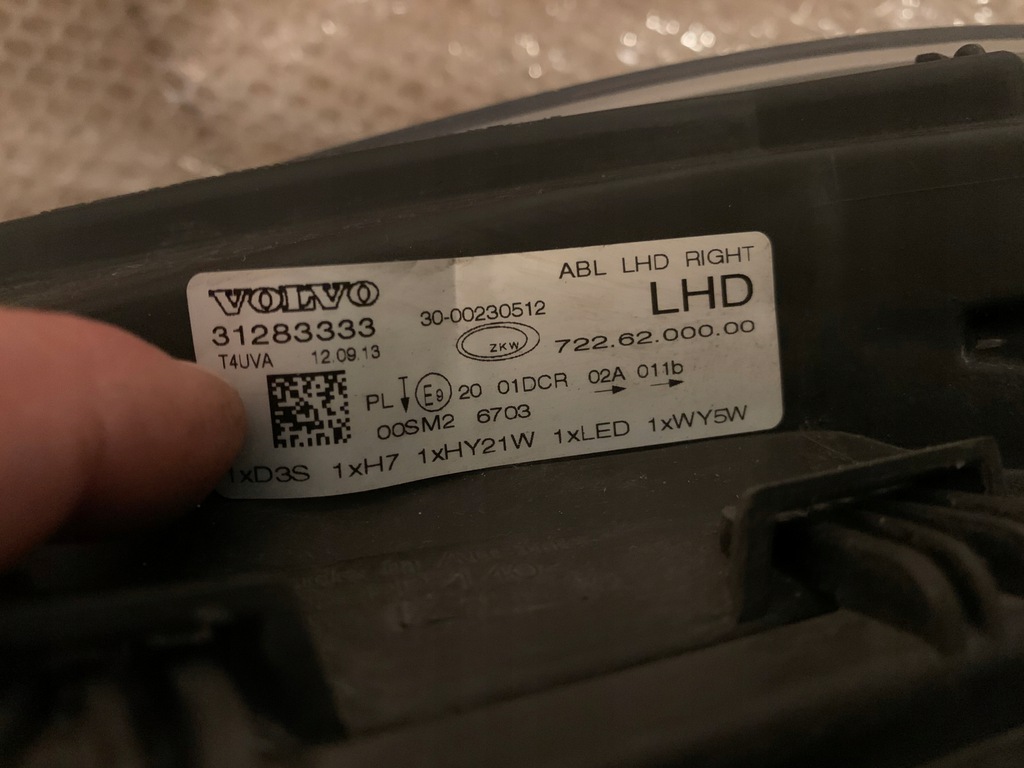 ABL LHD RIGHT
VOLVO
30-00230512
LHD
31283333
ZKW
722.62.000.00
T4UVA 12.09.13
PL E9 20 01DCR 02A 011b
00SM2 6703
1xD3S 1xH7 1xHY21W 1xLED 1xWY5W